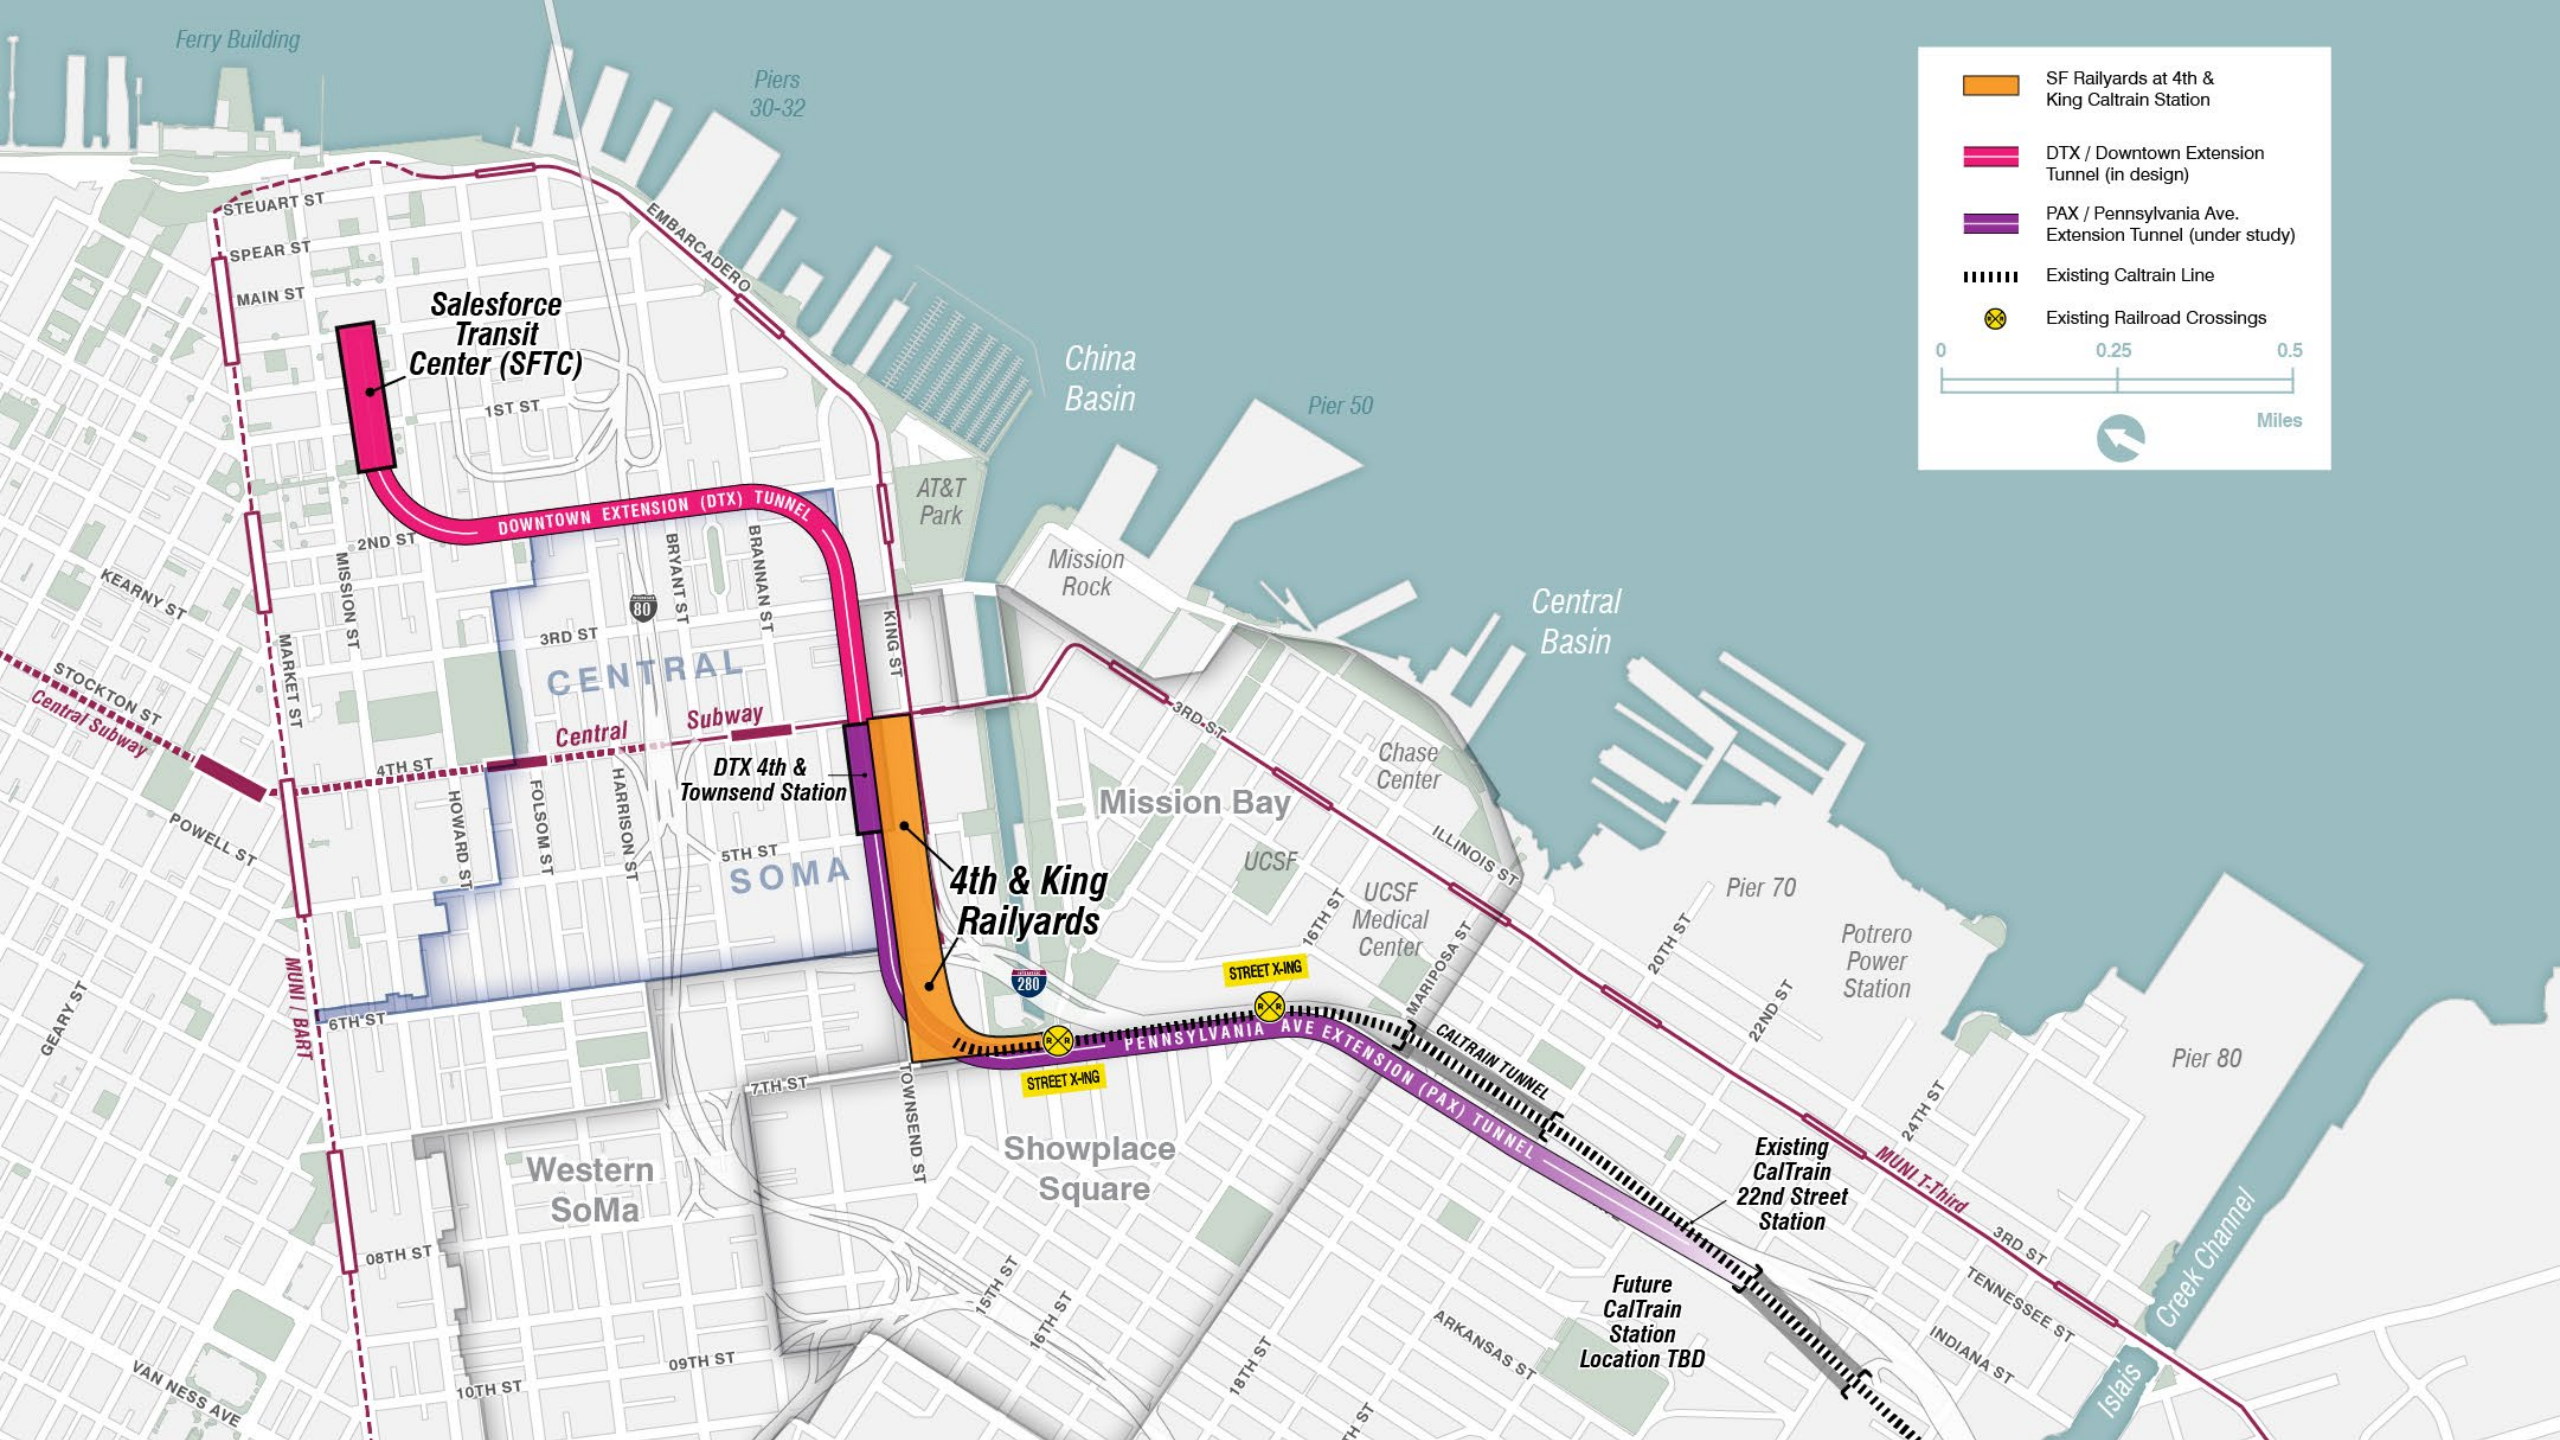 Ferry Building
Piers
30-32
SF Railyards at 4th &
King Caltrain Station
DTX / Downtown Extension
Tunnel (in design)
PAX / Pennsylvania Ave.
Extension Tunnel (under study)
Existing Caltrain Line
Existing Railroad Crossings
0
0.25
0.5
Miles
STEUART ST
SPEAR ST
MAIN ST
EMBARCADERO
Salesforce
Transit
Center (SFTC)
1ST ST
China
Basin
Pier 50
AT&T
Park
DOWNTOWN EXTENSION (DTX) TUNNEL
2ND ST
KEARNY ST
MISSION ST
BRYANT ST
BRANNAN ST
INTERSTATE
80
3RD ST
KING ST
Mission
Rock
Central
Basin
CENTRAL
MARKET ST
STOCKTON ST
Central Subway
Central
Subway
3RD ST
4TH ST
DTX 4th &
Townsend Station
Chase
Center
Mission Bay
HOWARD ST
FOLSOM ST
HARRISON ST
POWELL ST
5TH ST
SOMA
ILLINOIS ST
UCSF
4th & King
Railyards
UCSF
Medical
Center
16TH ST
MARIPOSA ST
20TH ST
Pier 70
Potrero
Power
Station
22ND ST
Pier 80
MUNI / BART
GEARY ST
6TH ST
280
STREET X-ING
R R
R R
PENNSYLVANIA AVE EXTENSION (PAX) TUNNEL
STREET X-ING
CALTRAIN TUNNEL
7TH ST
TOWNSEND ST
24TH ST
Showplace
Square
Western
SoMa
Existing
CalTrain
22nd Street
Station
MUNI T-Third
3RD ST
TENNESSEE ST
INDIANA ST
Islais
Creek Channel
08TH ST
15TH ST
16TH ST
Future
CalTrain
Station
Location TBD
ARKANSAS ST
18TH ST
TH ST
09TH ST
10TH ST
VAN NESS AVE